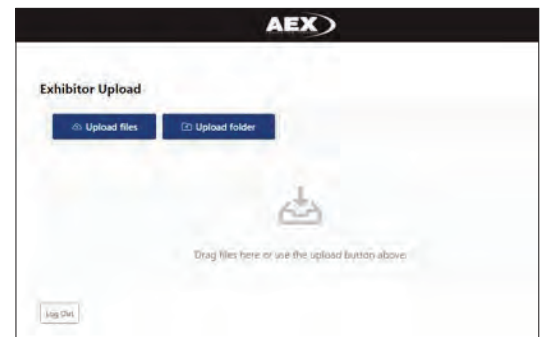 AEX
Exhibitor Upload
Upload files Upload folder
Drag files here or use the upload button above
Log Out